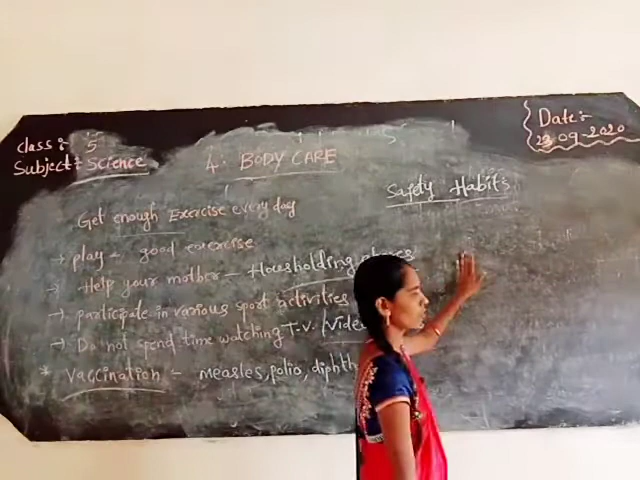 class: 5
Subject: Science
Date:-
23-09-2020
4. BODY CARE
Safety Habits
Get enough Exercise every day
→ play - good exercise
→ Help your mother - Householding
→ participate in various sport activities
→ Do not spend time watching T.V. /
* Vaccination - measles, polio,